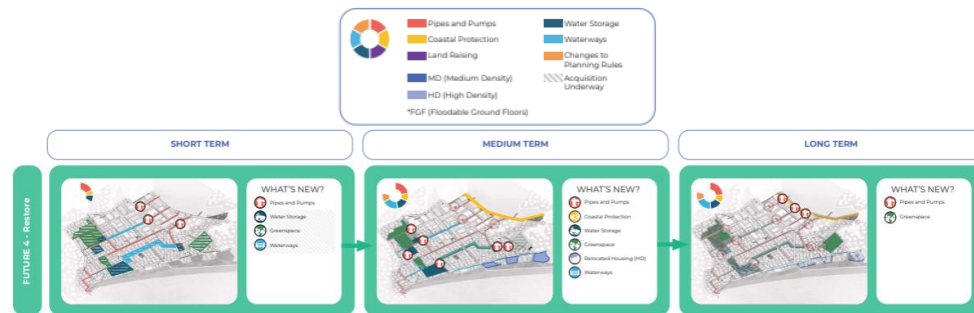 Pipes and Pumps
Coastal Protection
Land Raising
MD (Medium Density)
HD (High Density)
*FGF (Floodable Ground Floors)
Water Storage
Waterways
Changes to
Planning Rules
Acquisition
Underway
SHORT TERM
MEDIUM TERM
LONG TERM
FUTURE 4 - Restore
WHAT'S NEW?
Pipes and Pumps
Water Storage
Greenspace
Waterways
WHAT'S NEW?
Pipes and Pumps
Coastal Protection
Water Storage
Greenspace
Relocated Housing (HD)
Waterways
WHAT'S NEW?
Pipes and Pumps
Greenspace